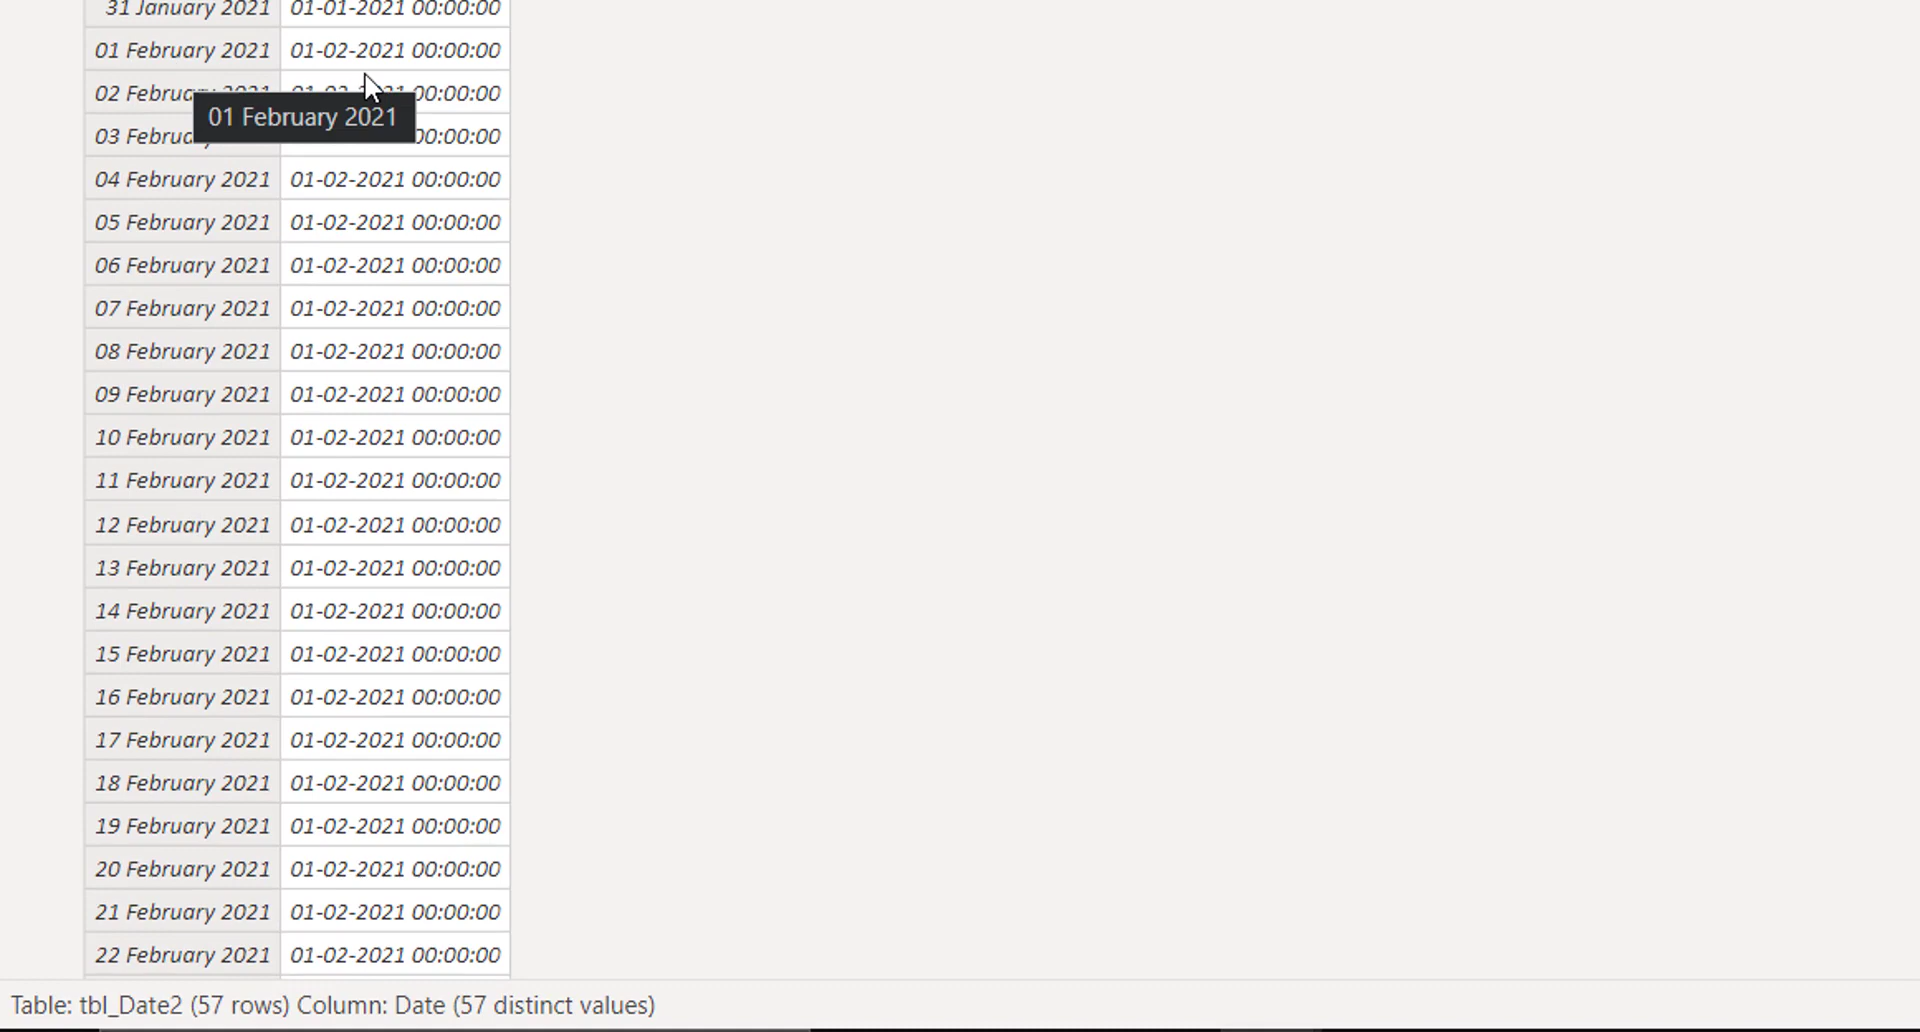 31 January 2021 01-01-2021 00:00:00
01 February 2021 01-02-2021 00:00:00
02 00:00:00
01 February 2021
03 00:00:00
04 February 2021 01-02-2021 00:00:00
05 February 2021 01-02-2021 00:00:00
06 February 2021 01-02-2021 00:00:00
07 February 2021 01-02-2021 00:00:00
08 February 2021 01-02-2021 00:00:00
09 February 2021 01-02-2021 00:00:00
10 February 2021 01-02-2021 00:00:00
11 February 2021 01-02-2021 00:00:00
12 February 2021 01-02-2021 00:00:00
13 February 2021 01-02-2021 00:00:00
14 February 2021 01-02-2021 00:00:00
15 February 2021 01-02-2021 00:00:00
16 February 2021 01-02-2021 00:00:00
17 February 2021 01-02-2021 00:00:00
18 February 2021 01-02-2021 00:00:00
19 February 2021 01-02-2021 00:00:00
20 February 2021 01-02-2021 00:00:00
21 February 2021 01-02-2021 00:00:00
22 February 2021 01-02-2021 00:00:00
Table: tbl_Date2 (57 rows) Column: Date (57 distinct values)